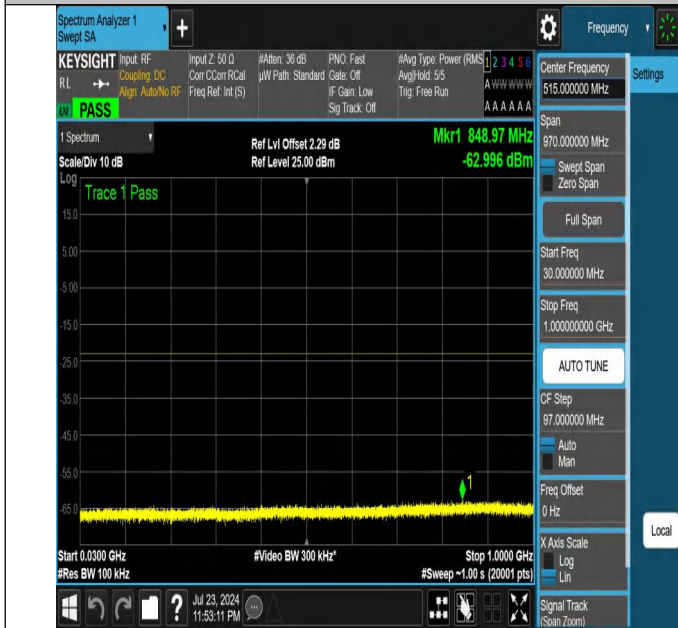 Spectrum Analyzer 1
Swept SA
+
Frequency
KEYSIGHT
RL
LXI
PASS
Input: RF
Coupling: DC
Align: Auto/No RF
Input Z: 50 Ω
Corr CCorr RCal
Freq Ref: Int (S)
#Atten: 36 dB
µW Path: Standard
PNO: Fast
Gate: Off
IF Gain: Low
Sig Track: Off
#Avg Type: Power (RMS
Avg|Hold: 5/5
Trig: Free Run
1 2 3 4 5 6
A W W W W W
A A A A A A
Center Frequency
515.000000 MHz
Settings
1 Spectrum
Scale/Div 10 dB
Log
Ref Lvl Offset 2.29 dB
Ref Level 25.00 dBm
Mkr1 848.97 MHz
-62.996 dBm
Trace 1 Pass
15.0
5.00
-5.00
-15.0
-25.0
-35.0
-45.0
-55.0
-65.0
1
Start 0.0300 GHz
#Res BW 100 kHz
#Video BW 300 kHz*
Stop 1.0000 GHz
#Sweep ~1.00 s (20001 pts)
Span
970.000000 MHz
Swept Span
Zero Span
Full Span
Start Freq
30.000000 MHz
Stop Freq
1.000000000 GHz
AUTO TUNE
CF Step
97.000000 MHz
Auto
Man
Freq Offset
0 Hz
X Axis Scale
Log
Lin
Local
Signal Track
(Span Zoom)
?
Jul 23, 2024
11:53:11 PM